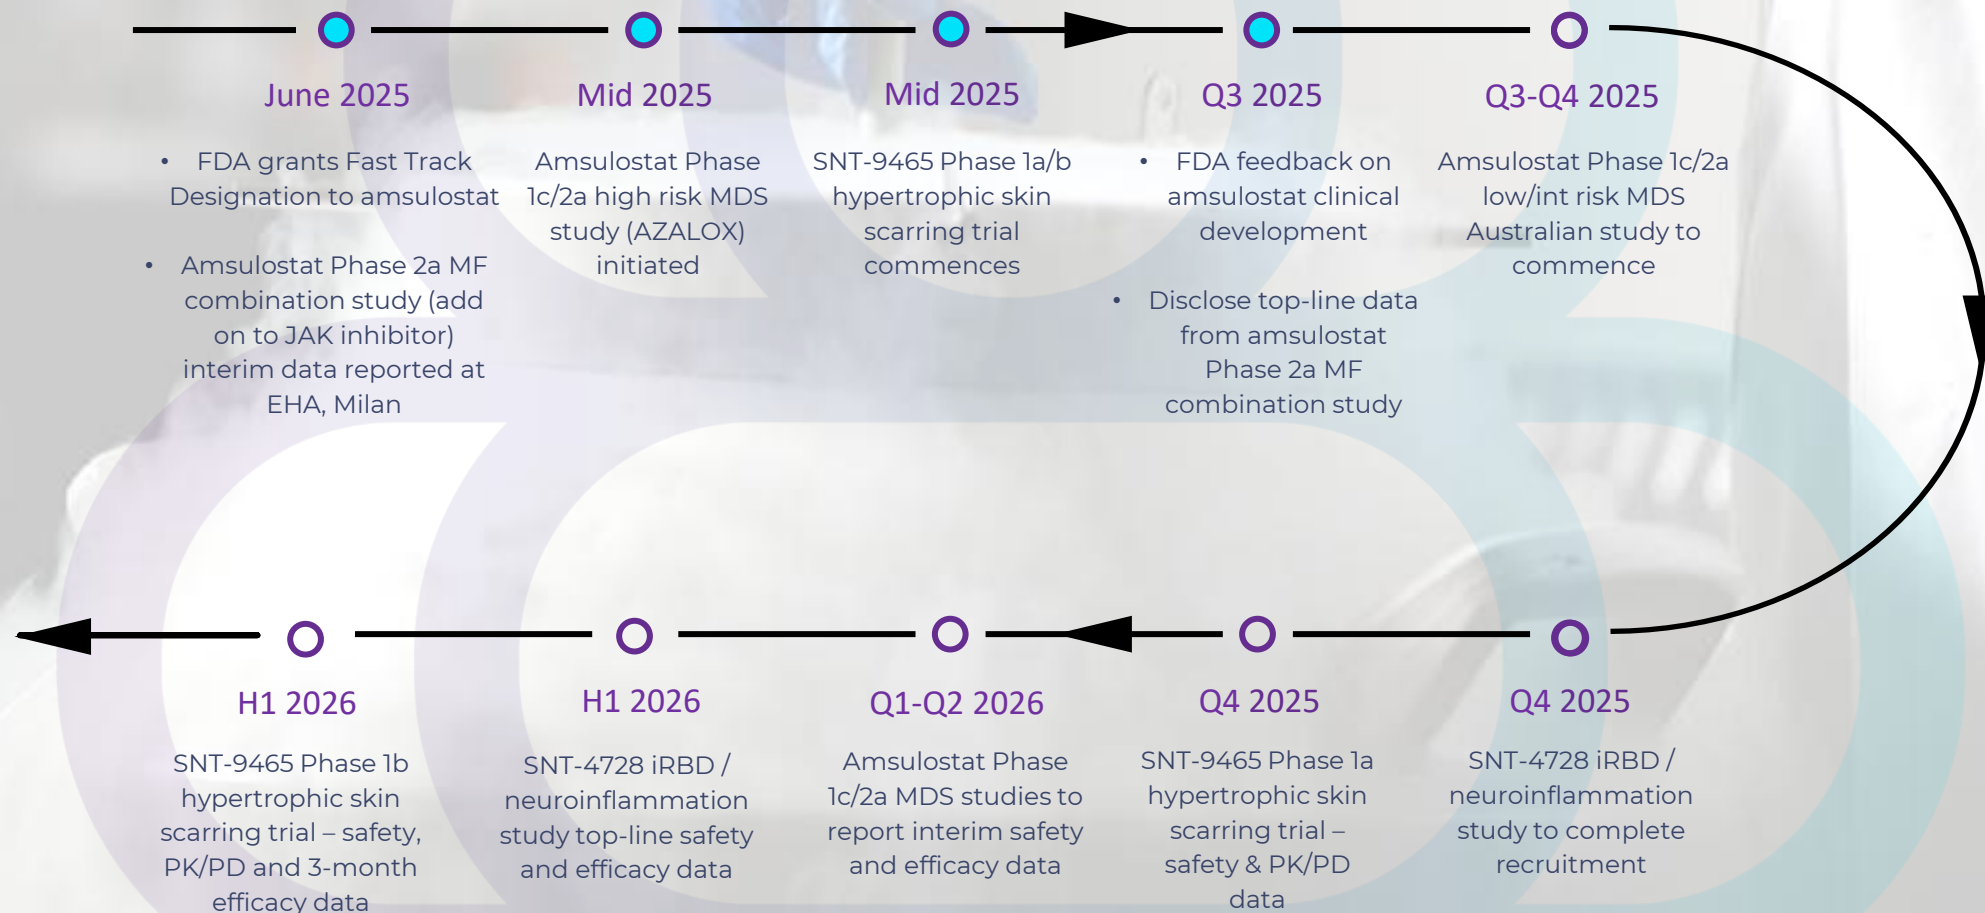 June 2025
• FDA grants Fast Track
Designation to amsulostat
• Amsulostat Phase 2a MF
combination study (add
on to JAK inhibitor)
interim data reported at
EHA, Milan
Mid 2025
Amsulostat Phase
1c/2a high risk MDS
study (AZALOX)
initiated
Mid 2025
SNT-9465 Phase 1a/b
hypertrophic skin
scarring trial
commences
Q3 2025
• FDA feedback on
amsulostat clinical
development
• Disclose top-line data
from amsulostat
Phase 2a MF
combination study
Q3-Q4 2025
Amsulostat Phase 1c/2a
low/int risk MDS
Australian study to
commence
Q4 2025
SNT-4728 iRBD /
neuroinflammation
study to complete
recruitment
Q4 2025
SNT-9465 Phase 1a
hypertrophic skin
scarring trial –
safety & PK/PD
data
Q1-Q2 2026
Amsulostat Phase
1c/2a MDS studies to
report interim safety
and efficacy data
H1 2026
SNT-4728 iRBD /
neuroinflammation
study top-line safety
and efficacy data
H1 2026
SNT-9465 Phase 1b
hypertrophic skin
scarring trial – safety,
PK/PD and 3-month
efficacy data